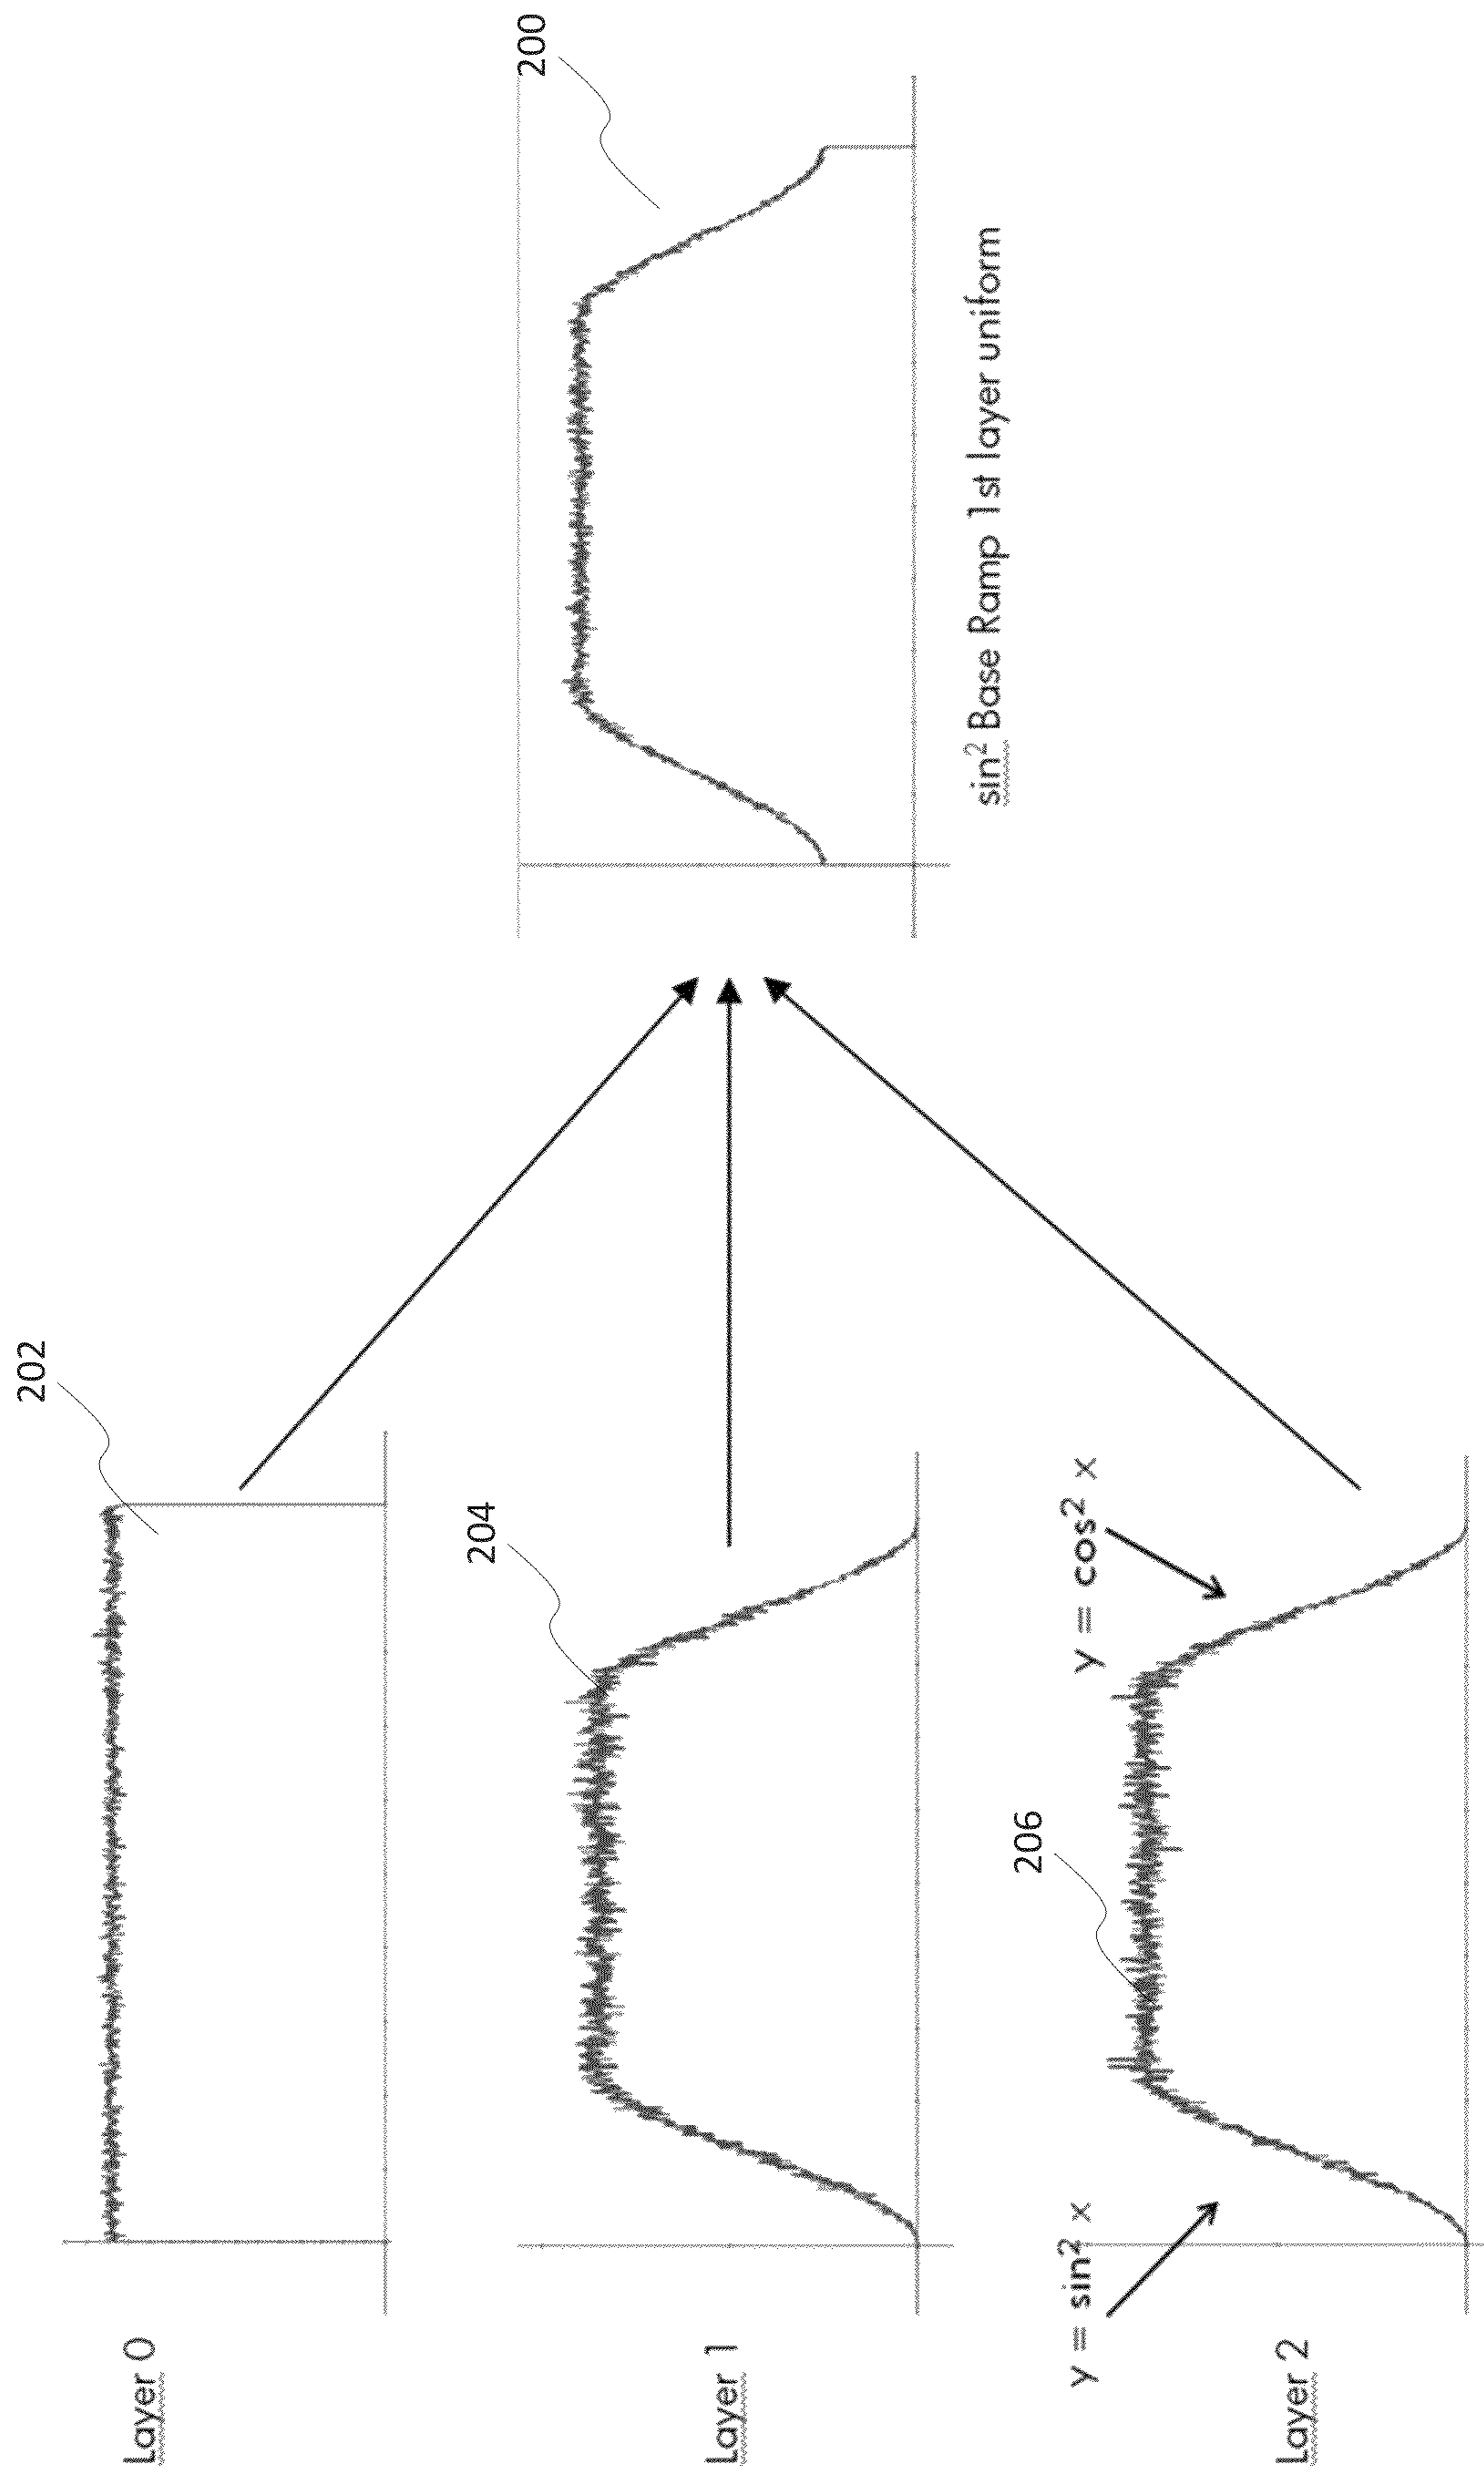 Layer 0
202
Layer 1
204
Layer 2
y = sin² x
206
y = cos² x
200
sin² Base Ramp 1st layer uniform